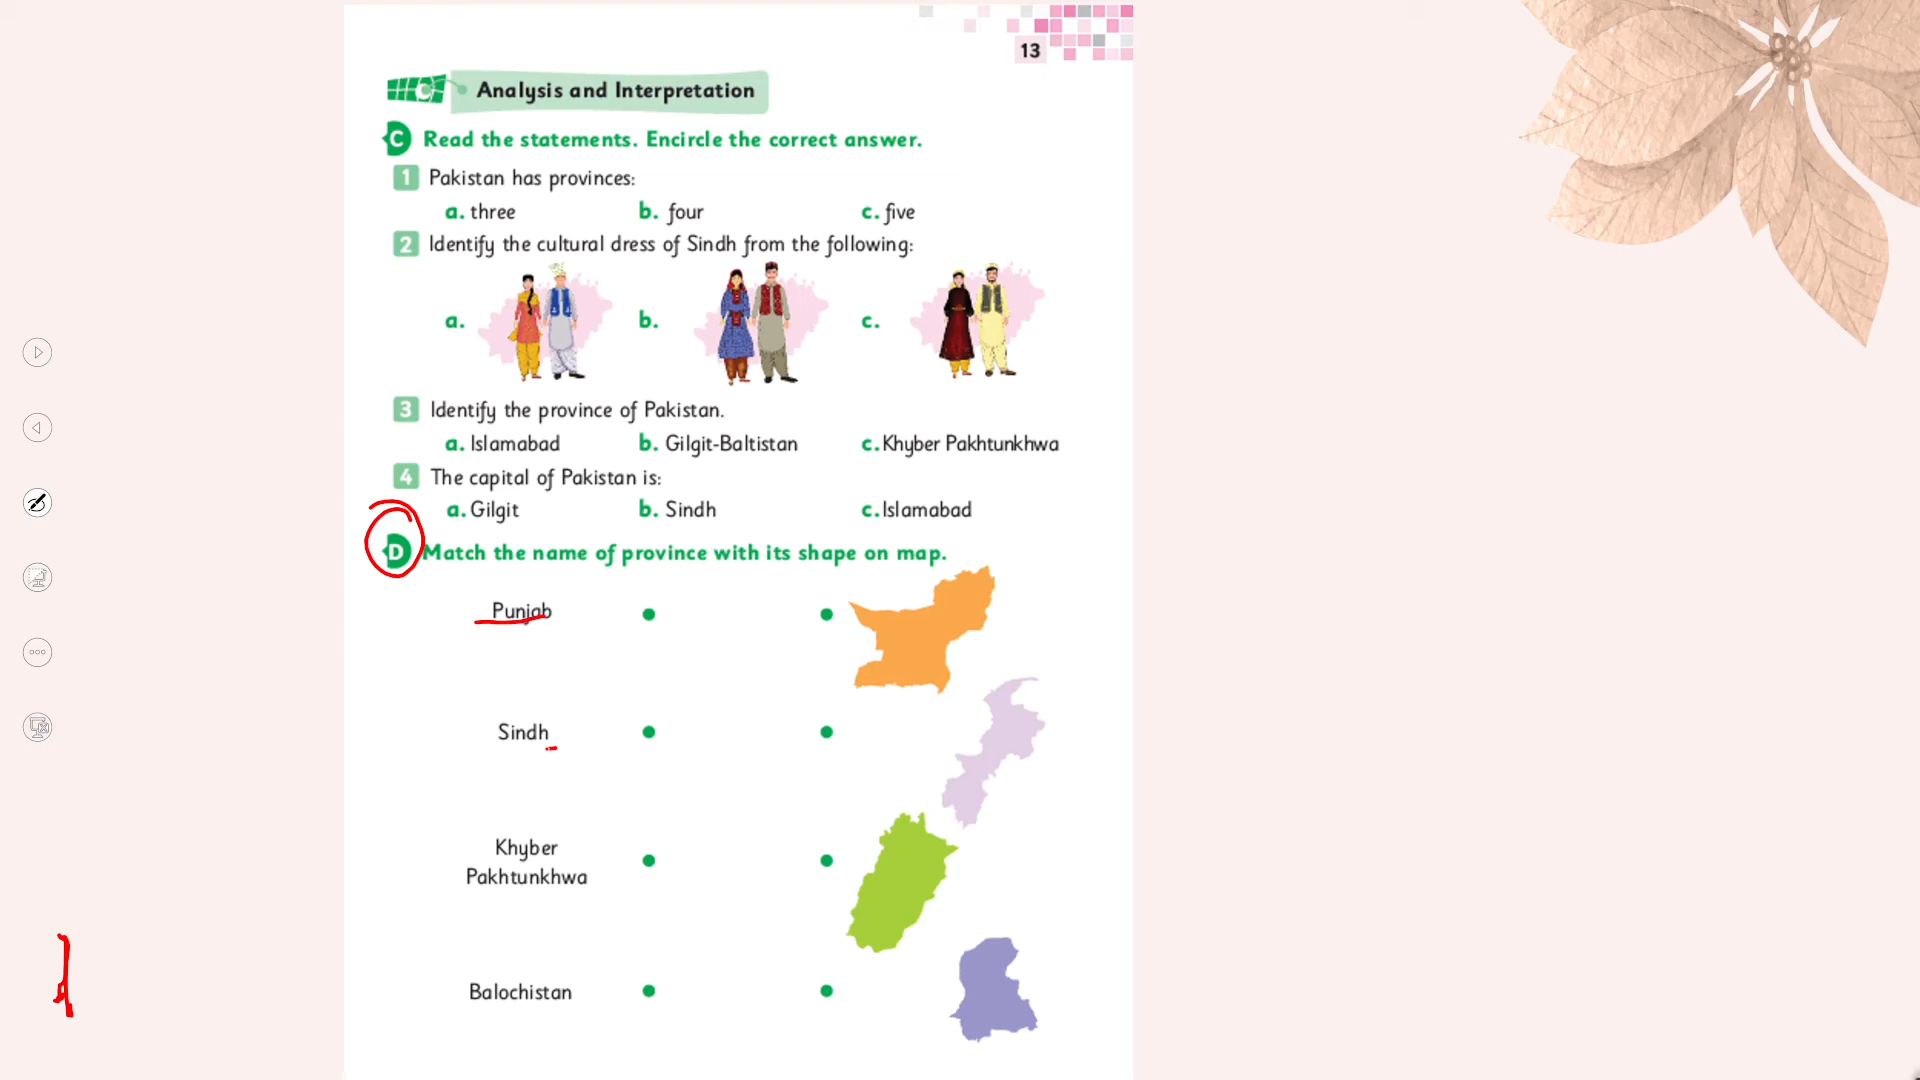 13
C Analysis and Interpretation
C Read the statements. Encircle the correct answer.
1 Pakistan has provinces:
a. three b. four c. five
2 Identify the cultural dress of Sindh from the following:
a. b. c.
3 Identify the province of Pakistan.
a. Islamabad b. Gilgit-Baltistan c. Khyber Pakhtunkhwa
4 The capital of Pakistan is:
a. Gilgit b. Sindh c. Islamabad
D Match the name of province with its shape on map.
Punjab
Sindh
Khyber
Pakhtunkhwa
Balochistan